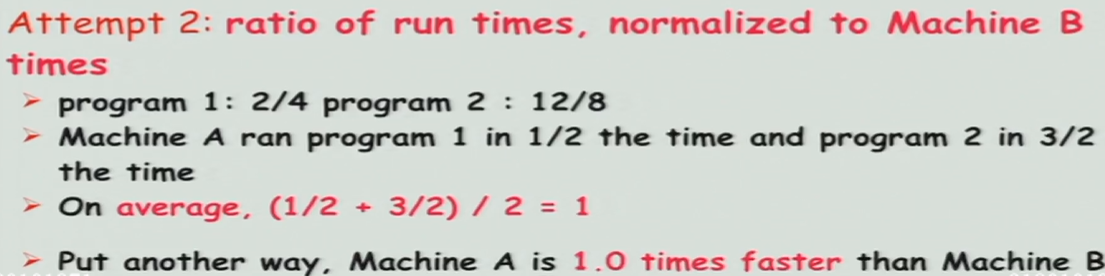 Attempt 2: ratio of run times, normalized to Machine B
times
➢ program 1: 2/4 program 2 : 12/8
➢ Machine A ran program 1 in 1/2 the time and program 2 in 3/2
the time
➢ On average, (1/2 + 3/2) / 2 = 1
➢ Put another way, Machine A is 1.0 times faster than Machine B